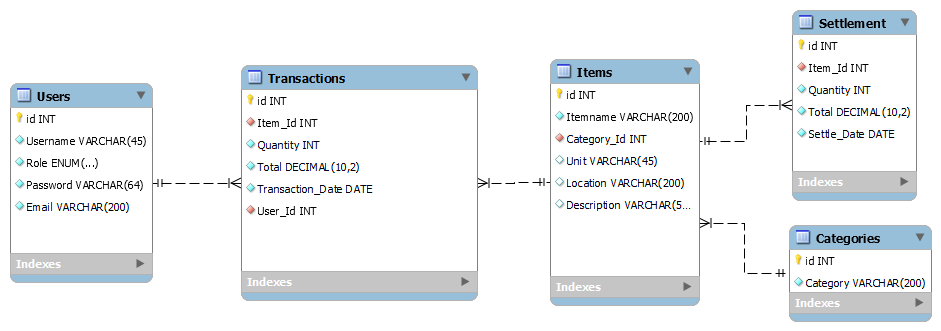 Users
id INT
Username VARCHAR(45)
Role ENUM(...)
Password VARCHAR(64)
Email VARCHAR(200)
Indexes
Transactions
id INT
Item_Id INT
Quantity INT
Total DECIMAL(10,2)
Transaction_Date DATE
User_Id INT
Indexes
Items
id INT
Itemname VARCHAR(200)
Category_Id INT
Unit VARCHAR(45)
Location VARCHAR(200)
Description VARCHAR(5...
Indexes
Settlement
id INT
Item_Id INT
Quantity INT
Total DECIMAL(10,2)
Settle_Date DATE
Indexes
Categories
id INT
Category VARCHAR(200)
Indexes